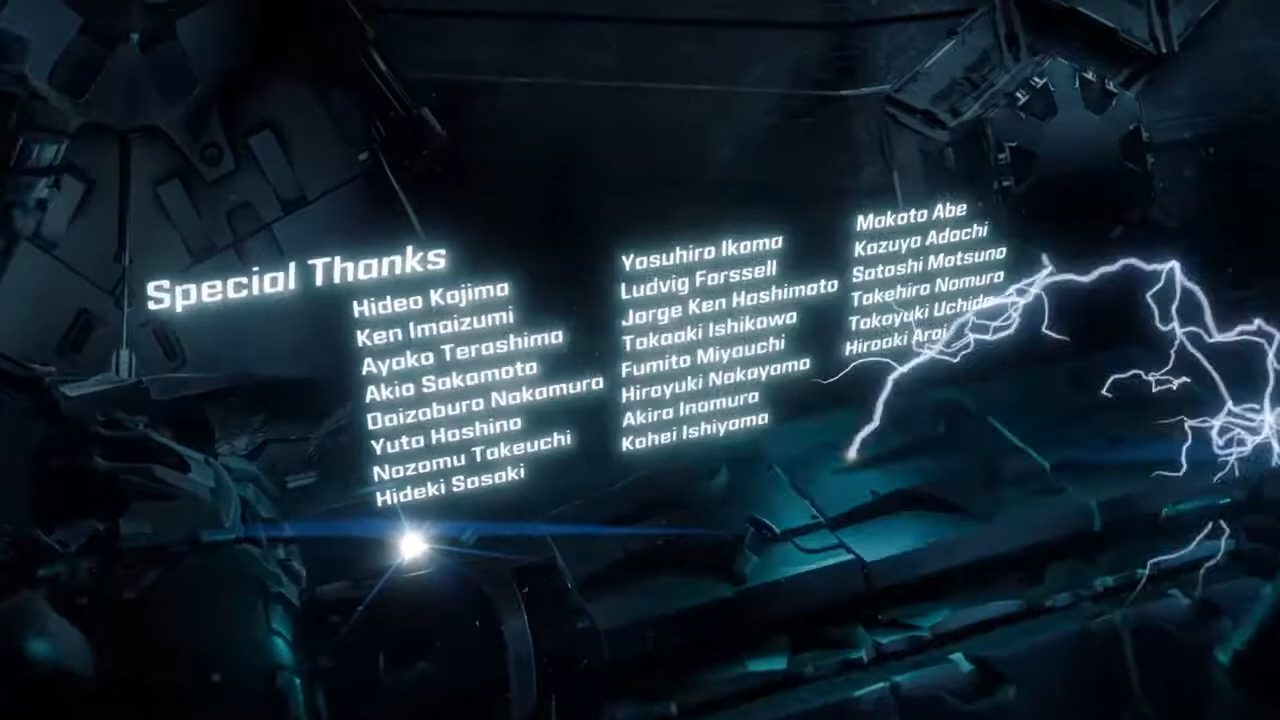 Special Thanks
Hideo Kojima
Ken Imaizumi
Ayako Terashima
Akio Sakamoto
Daizaburo Nakamura
Yuta Hoshino
Nozomu Takeuchi
Hideki Sasaki
Yasuhiro Ikama
Ludvig Forssell
Jorge Ken Hashimoto
Takaaki Ishikawa
Fumito Miyauchi
Hiroyuki Nakayama
Akira Inomura
Kohei Ishiyama
Makoto Abe
Kazuya Adachi
Satoshi Matsuno
Takehiro Nomura
Takayuki Uchida
Hiroaki Arai